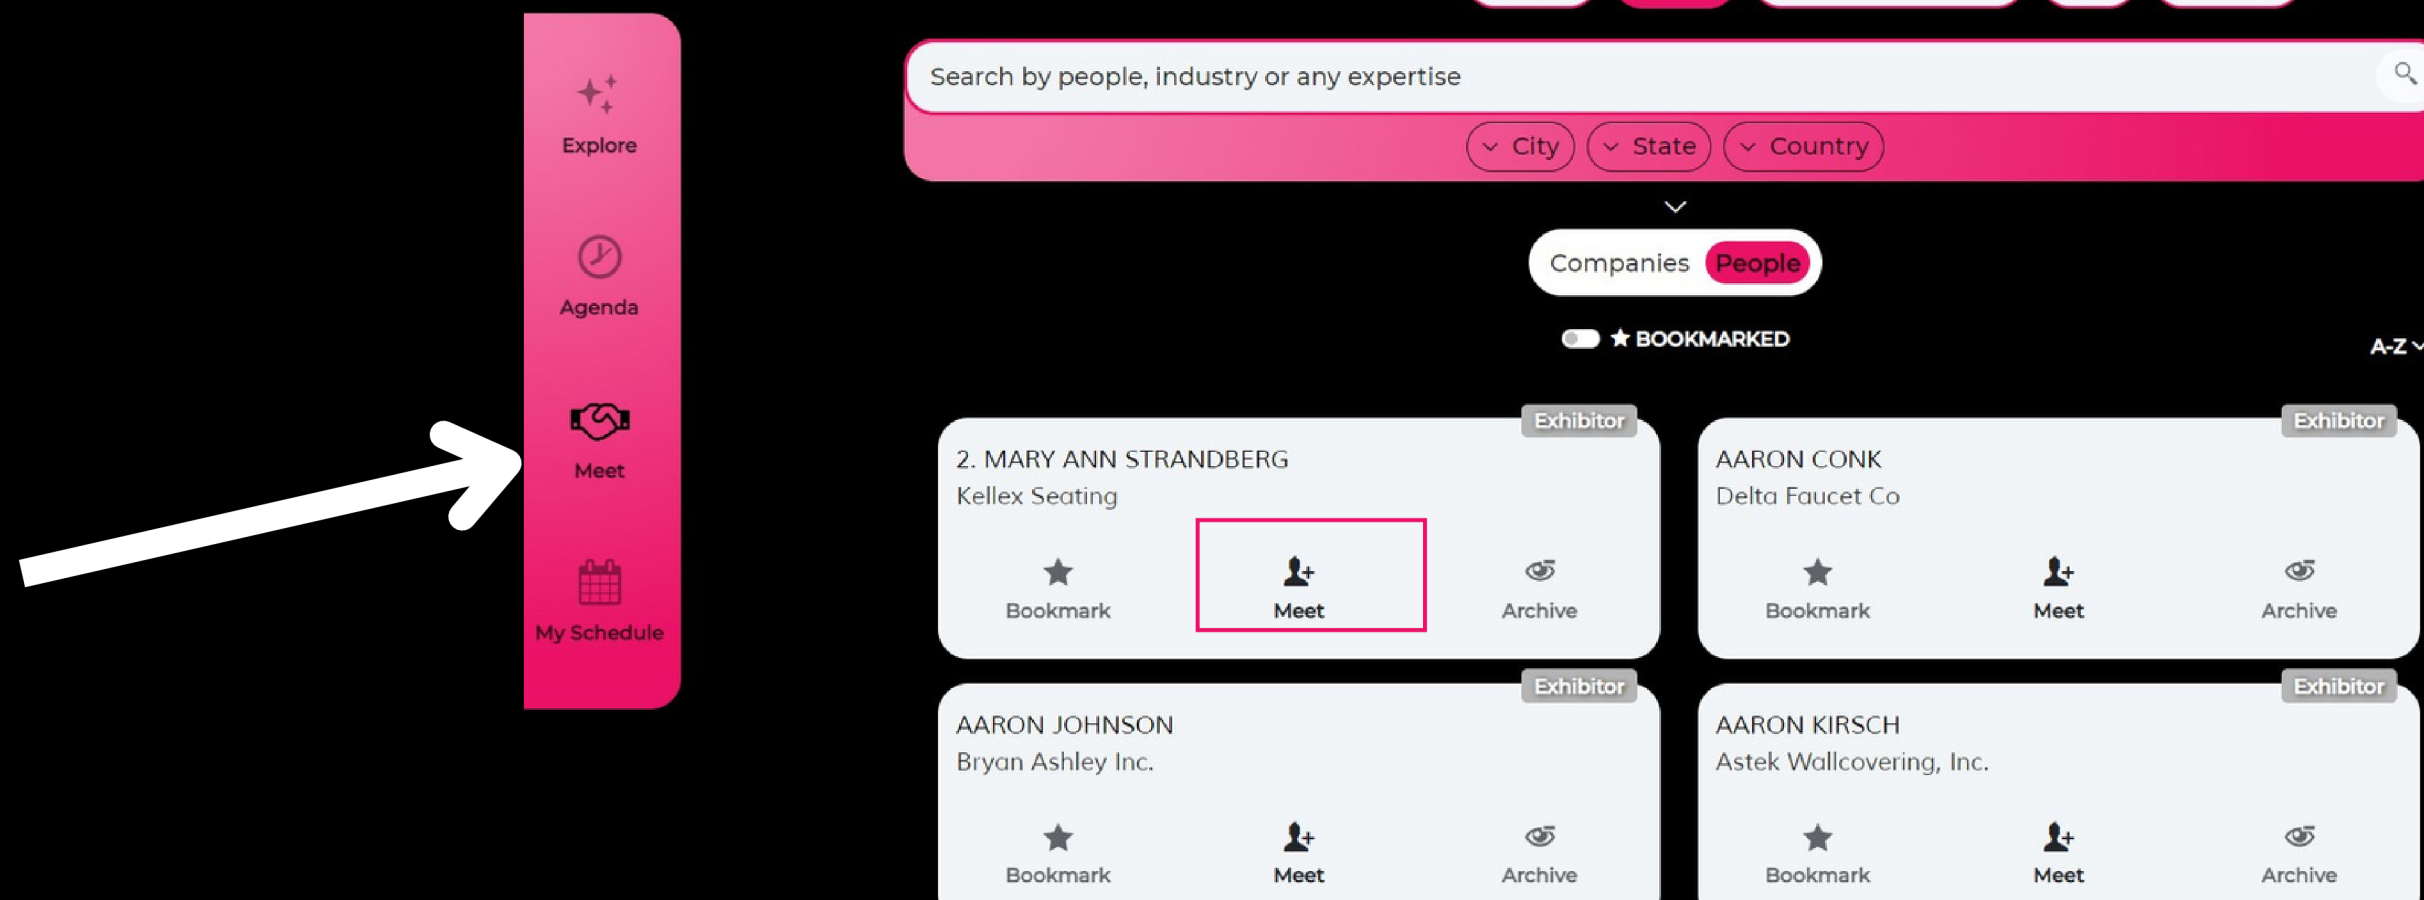 Explore
Agenda
Meet
My Schedule
Search by people, industry or any expertise
City State Country
Companies People
BOOKMARKED
A-Z
Exhibitor
2. MARY ANN STRANDBERG
Kellex Seating
Bookmark Meet Archive
Exhibitor
AARON CONK
Delta Faucet Co
Bookmark Meet Archive
Exhibitor
AARON JOHNSON
Bryan Ashley Inc.
Bookmark Meet Archive
Exhibitor
AARON KIRSCH
Astek Wallcovering, Inc.
Bookmark Meet Archive